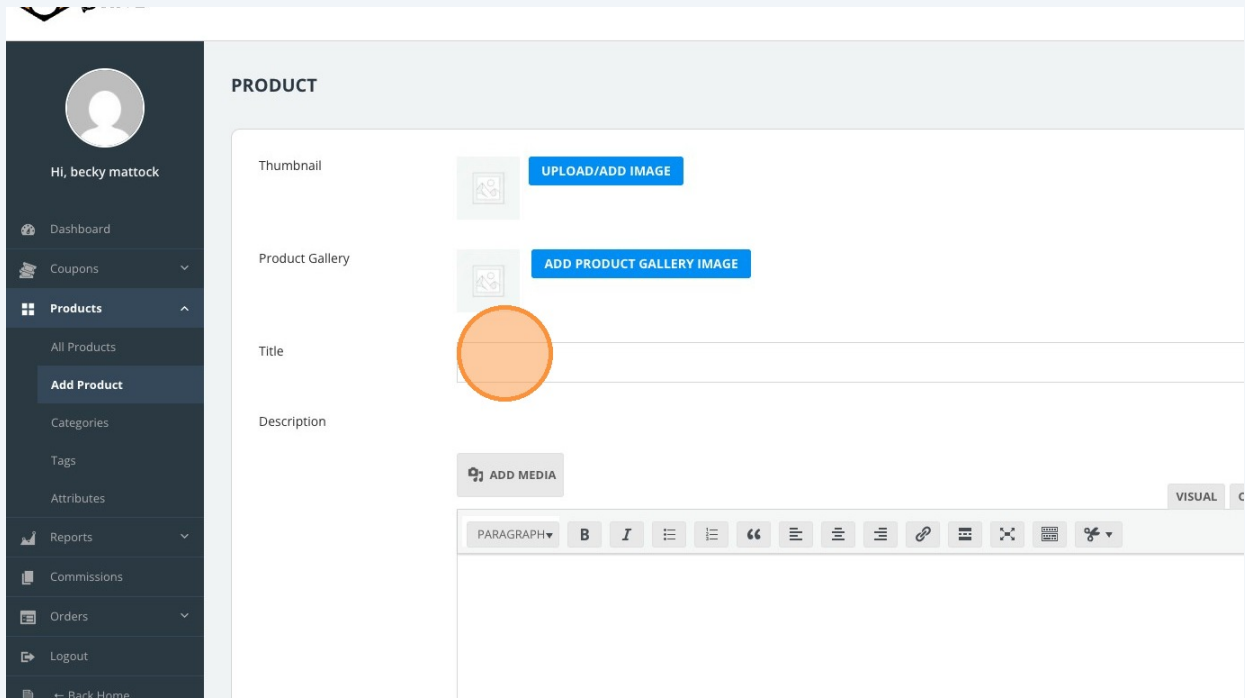 PRODUCT
Hi, becky mattock
Dashboard
Coupons
Products
All Products
Add Product
Categories
Tags
Attributes
Reports
Commissions
Orders
Logout
← Back Home
Thumbnail
UPLOAD/ADD IMAGE
Product Gallery
ADD PRODUCT GALLERY IMAGE
Title
Description
ADD MEDIA
VISUAL
PARAGRAPH
B I